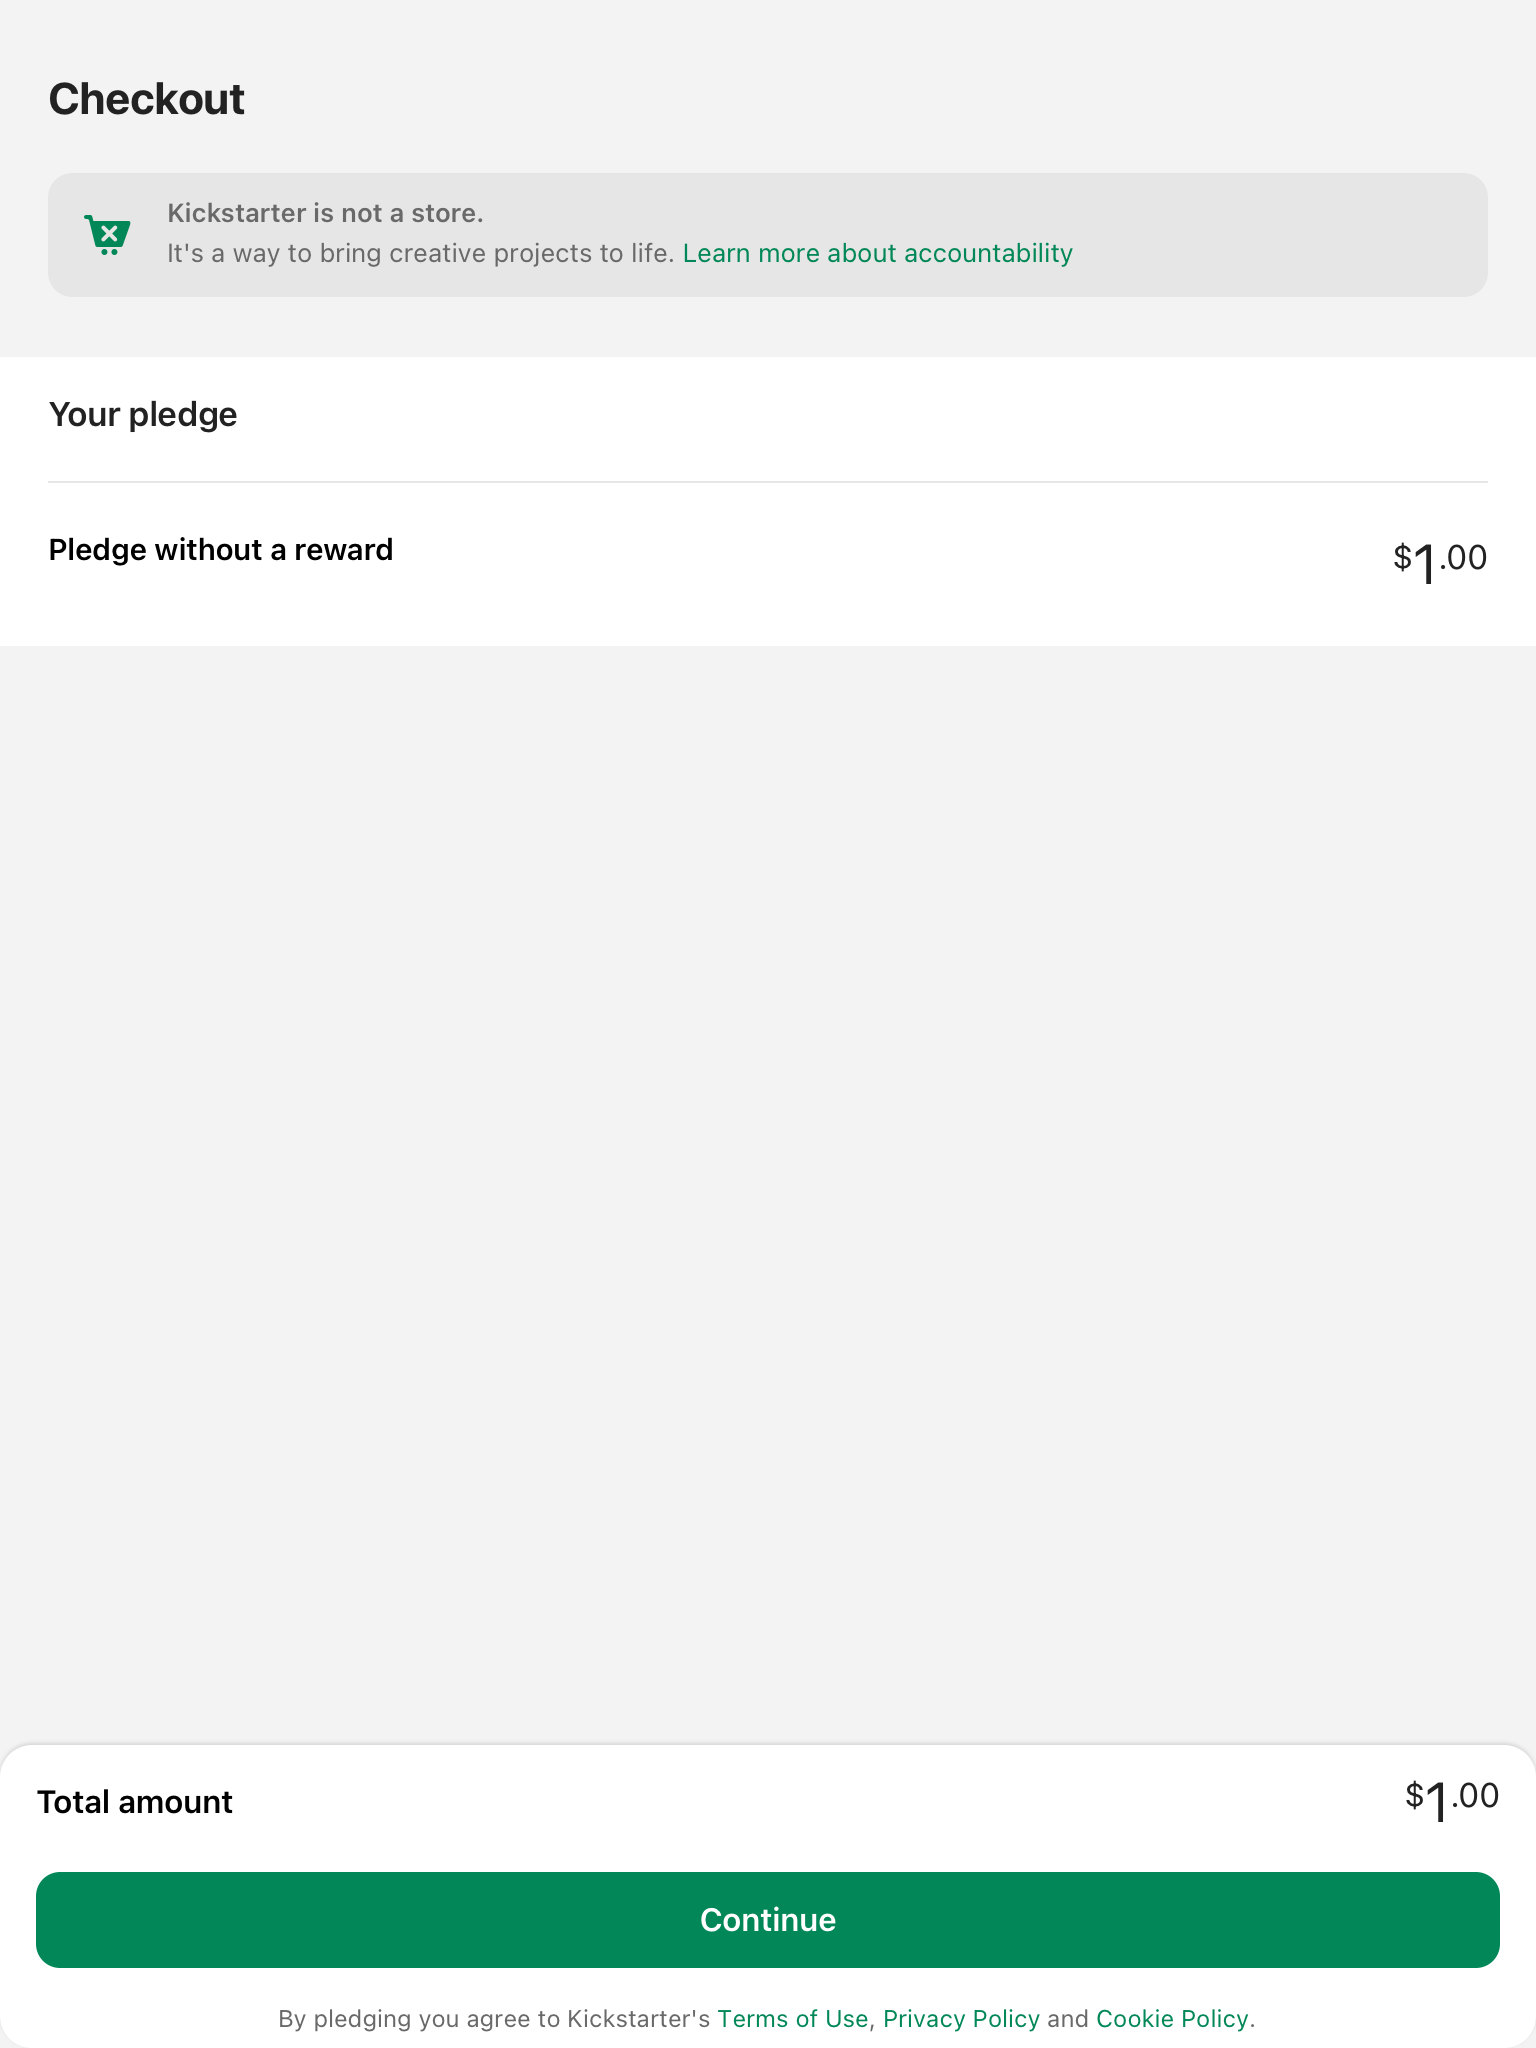 Checkout
Kickstarter is not a store.
It's a way to bring creative projects to life. Learn more about accountability
Your pledge
Pledge without a reward
$1.00
Total amount
$1.00
Continue
By pledging you agree to Kickstarter's Terms of Use, Privacy Policy and Cookie Policy.